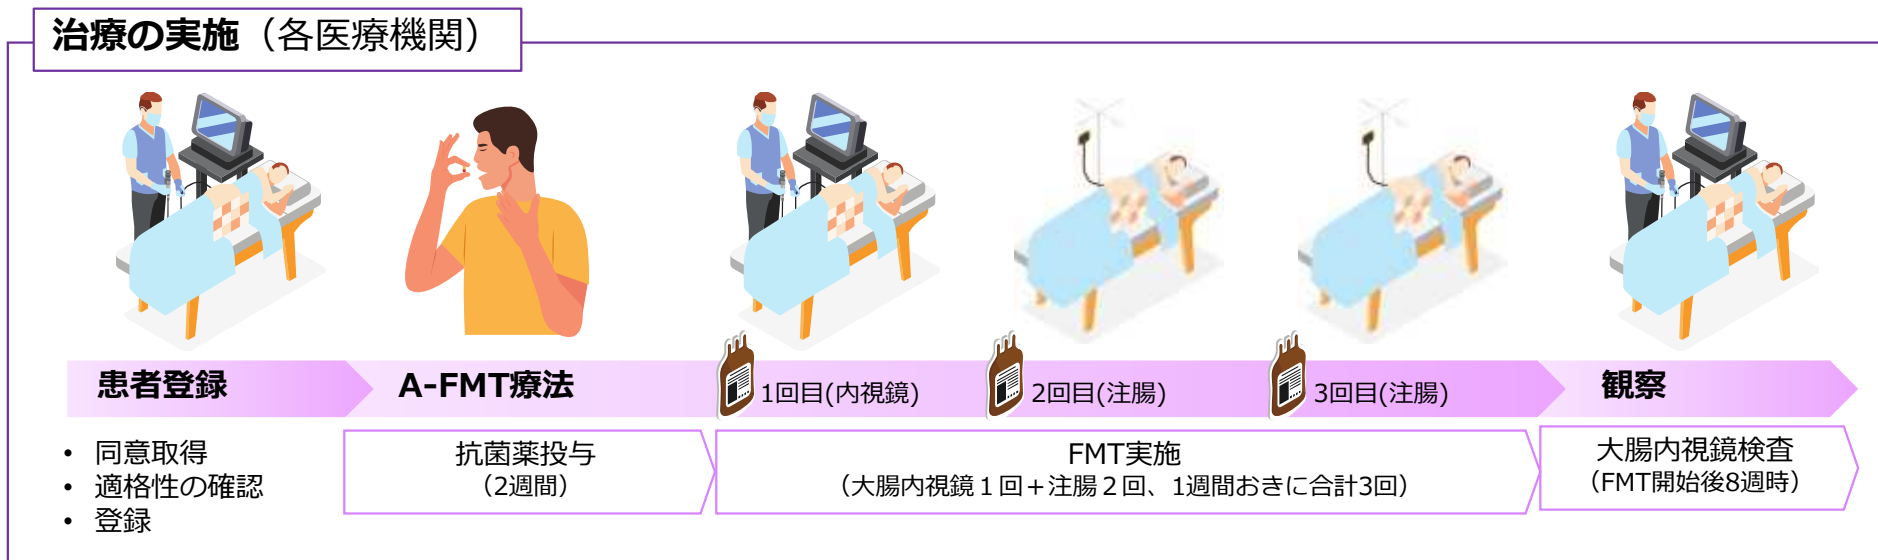 治療の実施（各医療機関）
患者登録
A-FMT療法
1回目(内視鏡)
2回目(注腸)
3回目(注腸)
観察
• 同意取得
• 適格性の確認
• 登録
抗菌薬投与
（2週間）
FMT実施
（大腸内視鏡１回＋注腸２回、1週間おきに合計3回）
大腸内視鏡検査
（FMT開始後8週時）